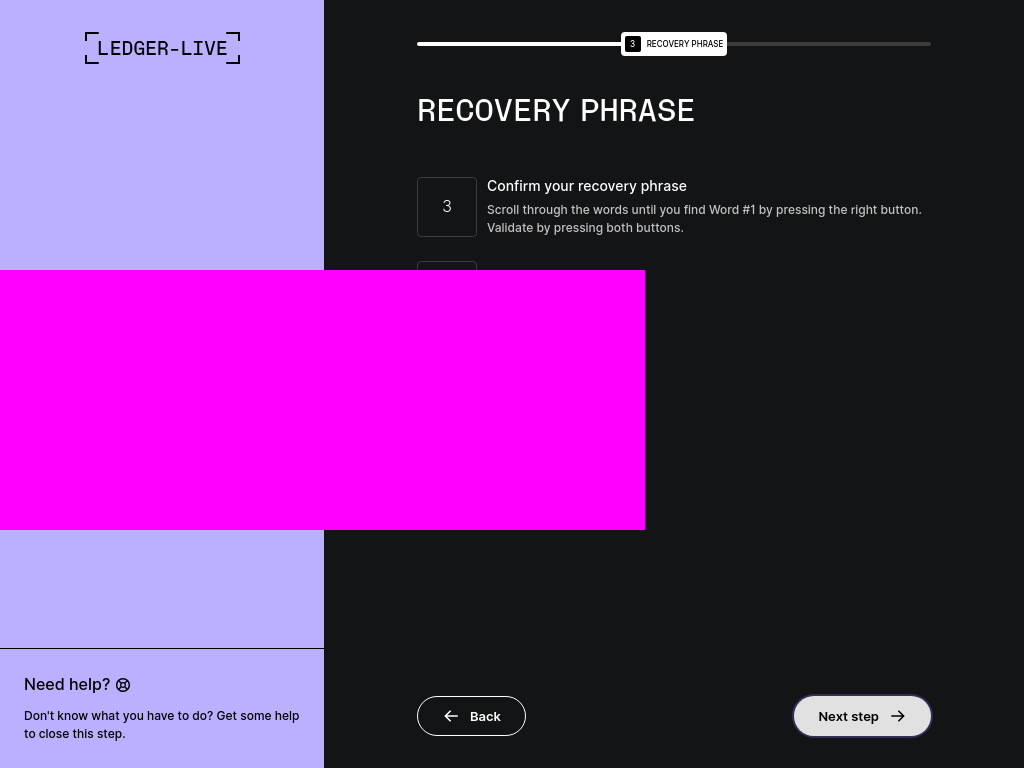 LEDGER-LIVE
3 RECOVERY PHRASE
RECOVERY PHRASE
3
Confirm your recovery phrase
Scroll through the words until you find Word #1 by pressing the right button.
Validate by pressing both buttons.
Need help?
Don't know what you have to do? Get some help
to close this step.
Back
Next step